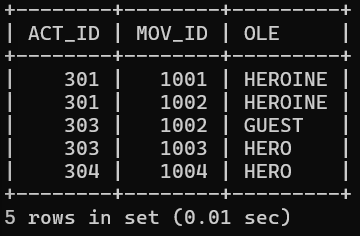 +--------+--------+---------+
| ACT_ID | MOV_ID | OLE     |
+--------+--------+---------+
|    301 |   1001 | HEROINE |
|    301 |   1002 | HEROINE |
|    303 |   1002 | GUEST   |
|    303 |   1003 | HERO    |
|    304 |   1004 | HERO    |
+--------+--------+---------+
5 rows in set (0.01 sec)